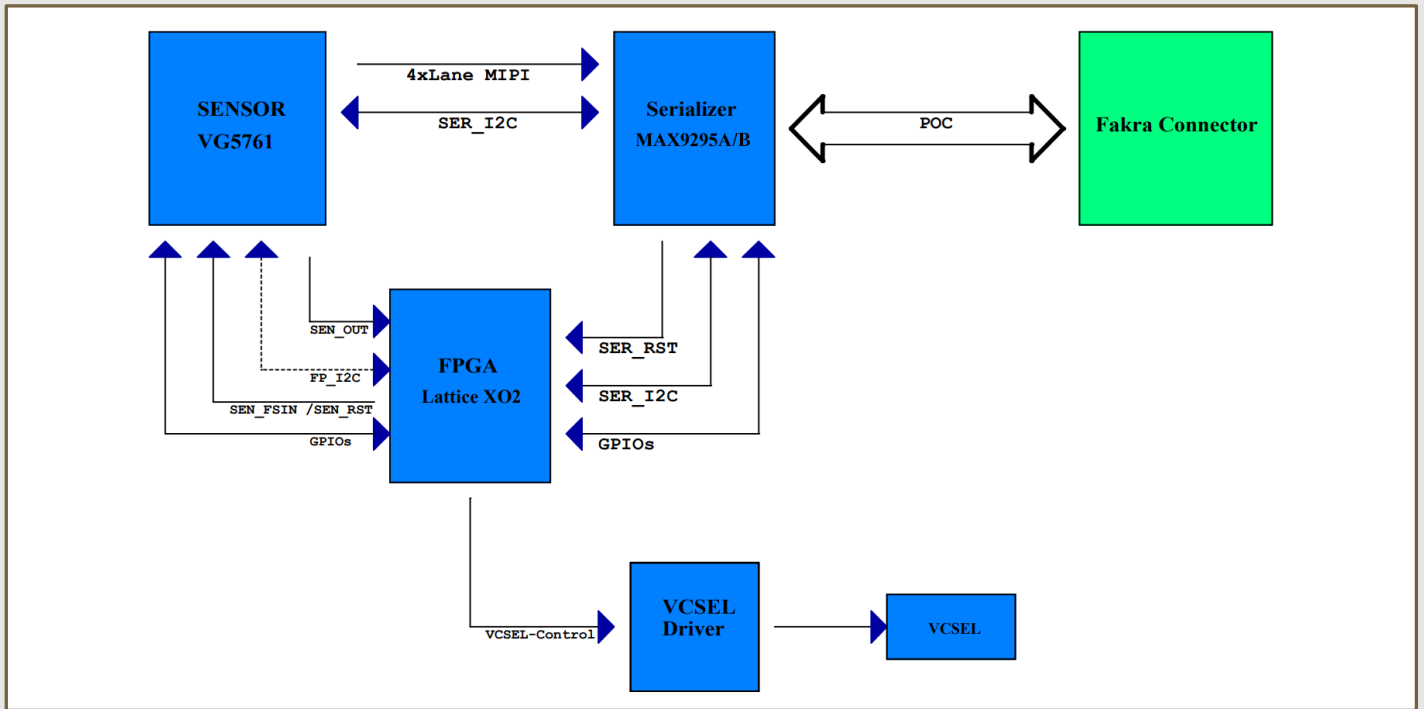 SENSOR
VG5761
4xLane MIPI
SER_I2C
Serializer
MAX9295A/B
POC
Fakra Connector
SEN_OUT
FP_I2C
SEN_FSIN /SEN_RST
GPIOs
FPGA
Lattice XO2
SER_RST
SER_I2C
GPIOs
VCSEL-Control
VCSEL
Driver
VCSEL